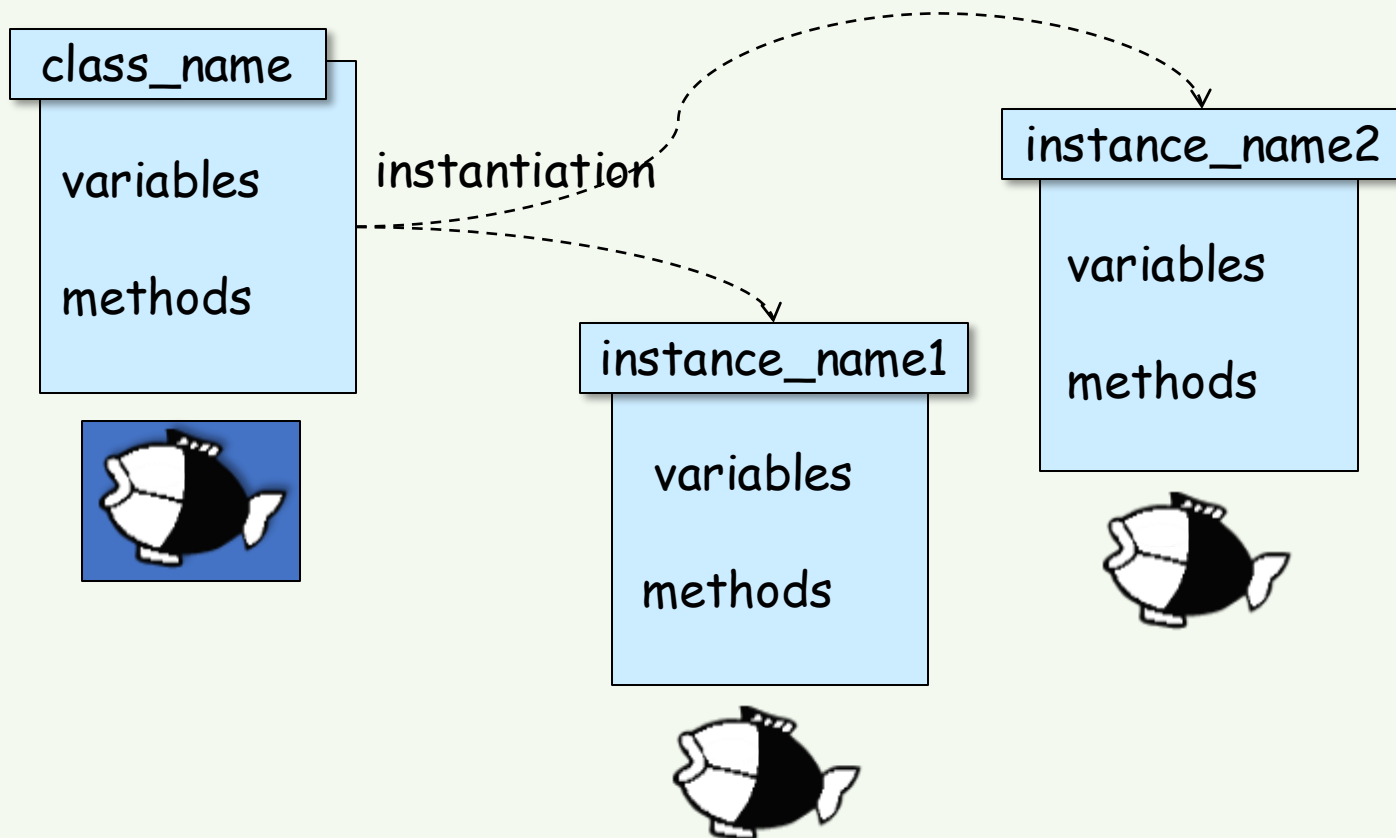 class_name
variables
methods
instantiation
instance_name1
variables
methods
instance_name2
variables
methods